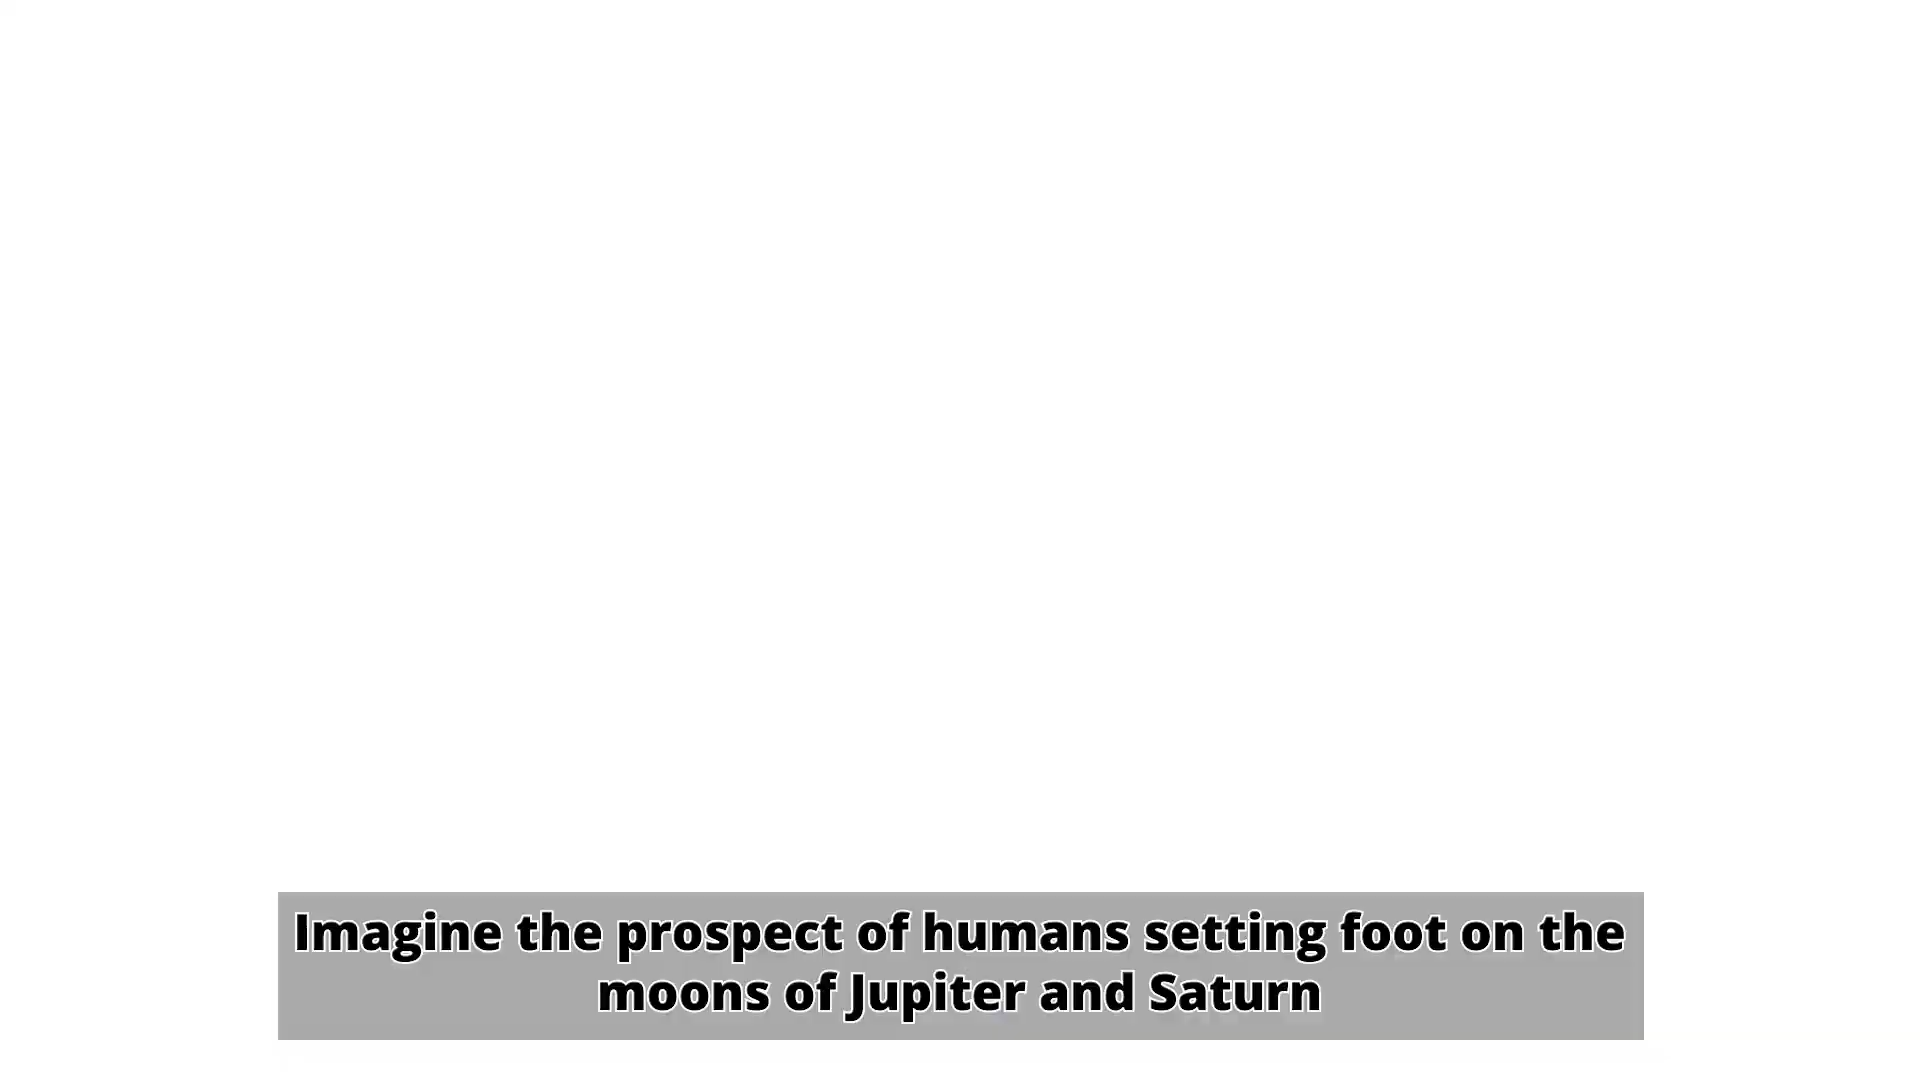 Imagine the prospect of humans setting foot on the
moons of Jupiter and Saturn